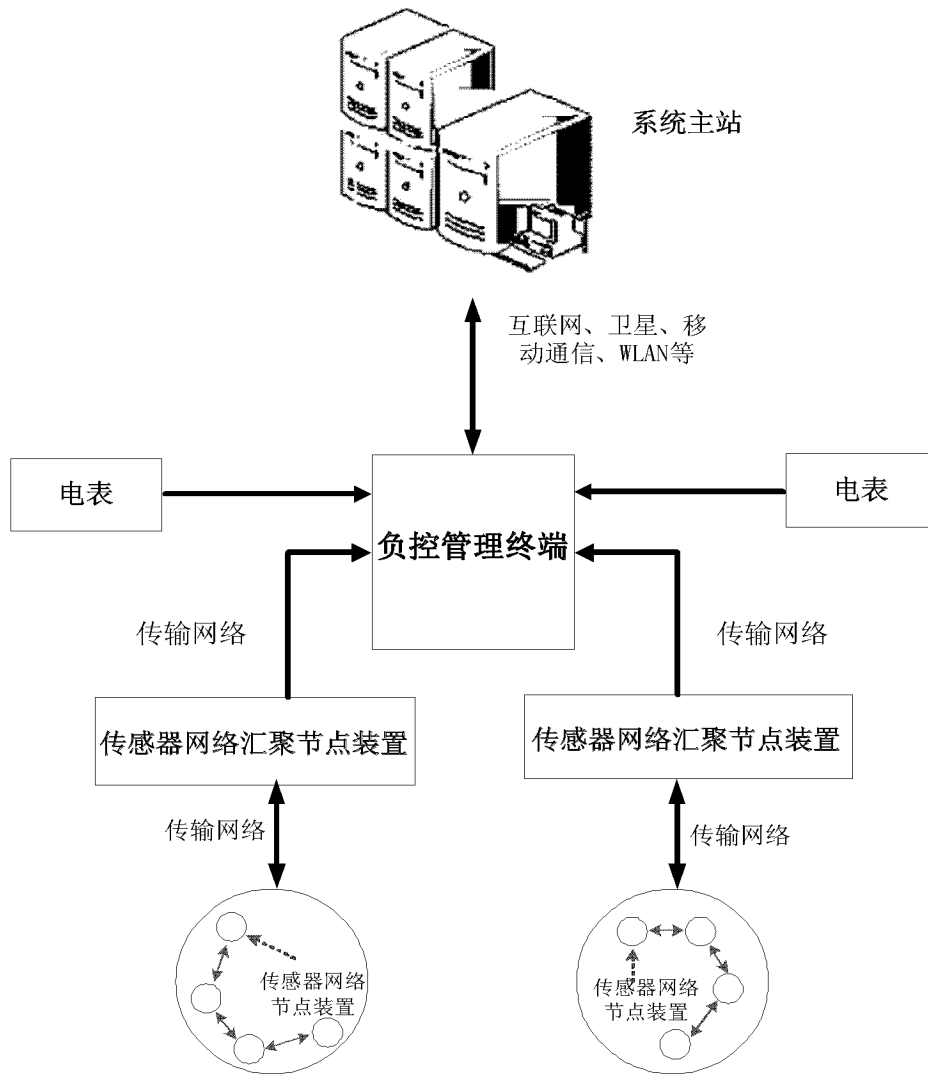 系统主站
互联网、卫星、移
动通信、WLAN等
电表
电表
负控管理终端
传输网络
传输网络
传感器网络汇聚节点装置
传感器网络汇聚节点装置
传输网络
传输网络
传感器网络
节点装置
传感器网络
节点装置